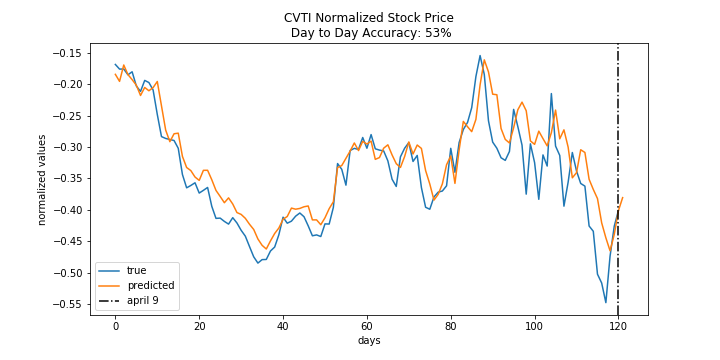 CVTI Normalized Stock Price
Day to Day Accuracy: 53%
normalized values
−0.15
−0.20
−0.25
−0.30
−0.35
−0.40
−0.45
−0.50
−0.55
true
predicted
april 9
0
20
40
60
80
100
120
days